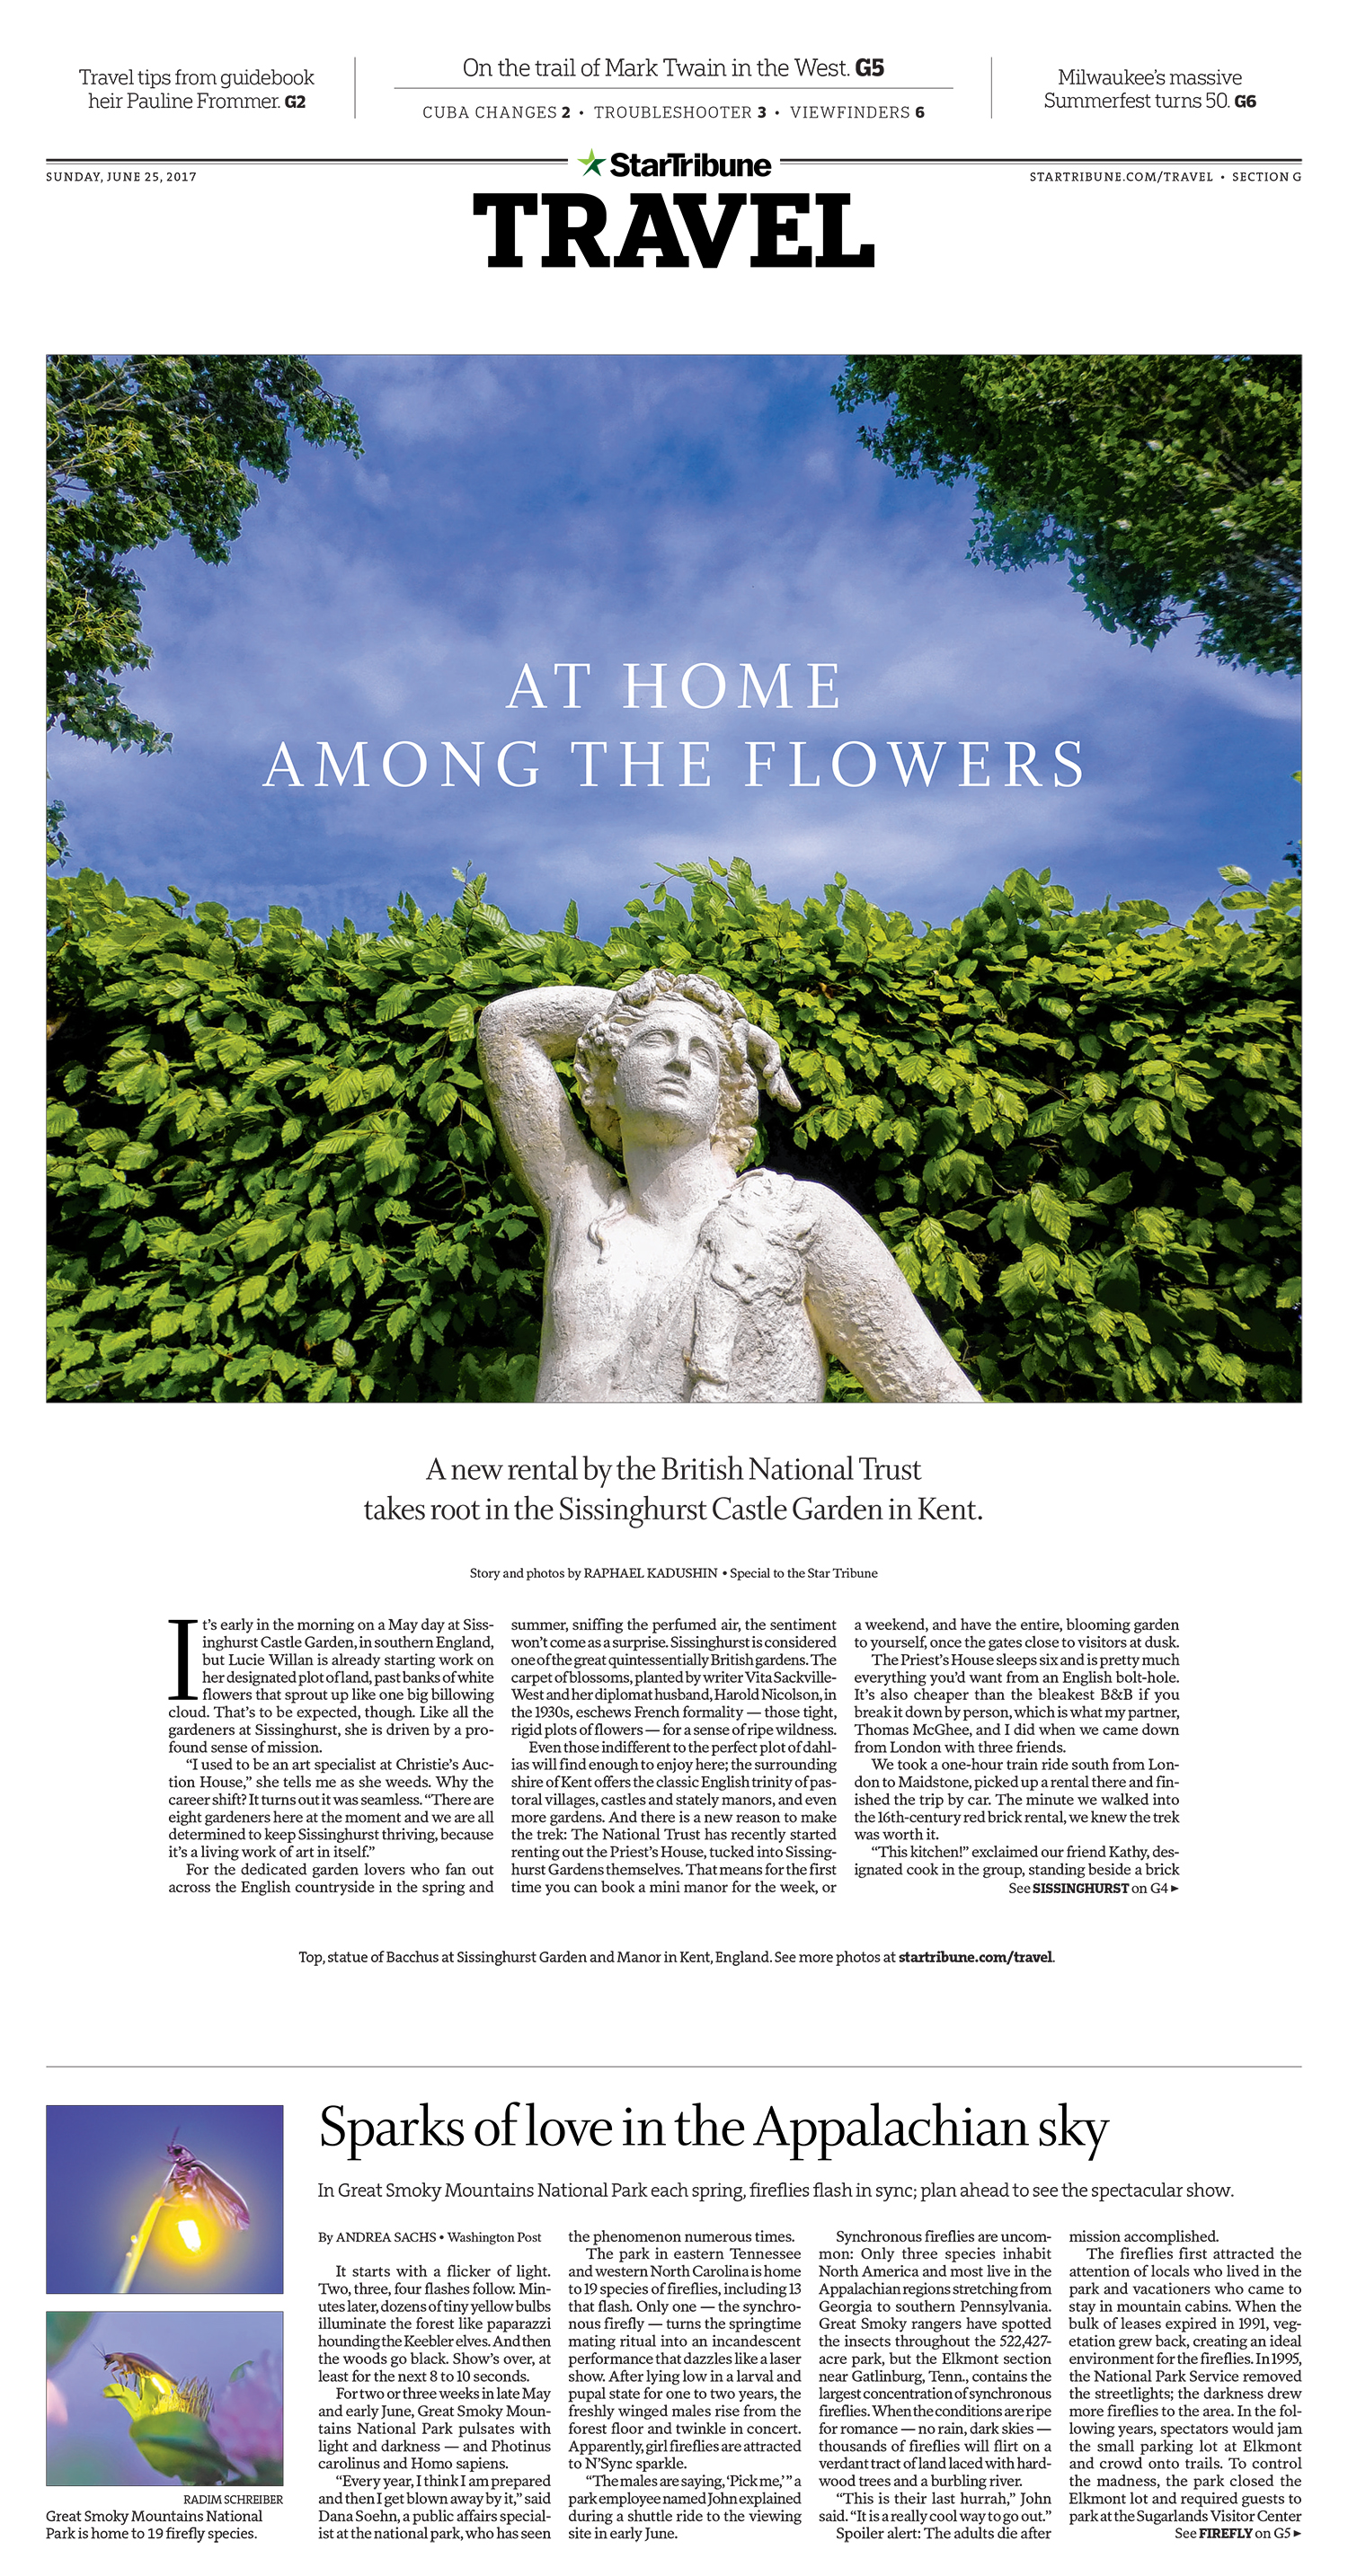 Travel tips from guidebook
heir Pauline Frommer. G2
On the trail of Mark Twain in the West. G5
CUBA CHANGES 2 • TROUBLESHOOTER 3 • VIEWFINDERS 6
Milwaukee’s massive
Summerfest turns 50. G6
StarTribune
SUNDAY, JUNE 25, 2017
STARTRIBUNE.COM/TRAVEL • SECTION G
TRAVEL
AT HOME
AMONG THE FLOWERS
A new rental by the British National Trust
takes root in the Sissinghurst Castle Garden in Kent.
Story and photos by RAPHAEL KADUSHIN • Special to the Star Tribune
It’s early in the morning on a May day at Siss-
inghurst Castle Garden, in southern England,
but Lucie Willan is already starting work on
her designated plot of land, past banks of white
flowers that sprout up like one big billowing
cloud. That’s to be expected, though. Like all the
gardeners at Sissinghurst, she is driven by a pro-
found sense of mission.
“I used to be an art specialist at Christie’s Auc-
tion House,” she tells me as she weeds. Why the
career shift? It turns out it was seamless. “There are
eight gardeners here at the moment and we are all
determined to keep Sissinghurst thriving, because
it’s a living work of art in itself.”
For the dedicated garden lovers who fan out
across the English countryside in the spring and
summer, sniffing the perfumed air, the sentiment
won’t come as a surprise. Sissinghurst is considered
one of the great quintessentially British gardens. The
carpet of blossoms, planted by writer Vita Sackville-
West and her diplomat husband, Harold Nicolson, in
the 1930s, eschews French formality — those tight,
rigid plots of flowers — for a sense of ripe wildness.
Even those indifferent to the perfect plot of dahl-
ias will find enough to enjoy here; the surrounding
shire of Kent offers the classic English trinity of pas-
toral villages, castles and stately manors, and even
more gardens. And there is a new reason to make
the trek: The National Trust has recently started
renting out the Priest’s House, tucked into Sissing-
hurst Gardens themselves. That means for the first
time you can book a mini manor for the week, or
a weekend, and have the entire, blooming garden
to yourself, once the gates close to visitors at dusk.
The Priest’s House sleeps six and is pretty much
everything you’d want from an English bolt-hole.
It’s also cheaper than the bleakest B&B if you
break it down by person, which is what my partner,
Thomas McGhee, and I did when we came down
from London with three friends.
We took a one-hour train ride south from Lon-
don to Maidstone, picked up a rental there and fin-
ished the trip by car. The minute we walked into
the 16th-century red brick rental, we knew the trek
was worth it.
“This kitchen!” exclaimed our friend Kathy, des-
ignated cook in the group, standing beside a brick
See SISSINGHURST on G4 ►
Top, statue of Bacchus at Sissinghurst Garden and Manor in Kent, England. See more photos at startribune.com/travel.
Sparks of love in the Appalachian sky
In Great Smoky Mountains National Park each spring, fireflies flash in sync; plan ahead to see the spectacular show.
RADIM SCHREIBER
Great Smoky Mountains National
Park is home to 19 firefly species.
By ANDREA SACHS • Washington Post
It starts with a flicker of light.
Two, three, four flashes follow. Min-
utes later, dozens of tiny yellow bulbs
illuminate the forest like paparazzi
hounding the Keebler elves. And then
the woods go black. Show’s over, at
least for the next 8 to 10 seconds.
For two or three weeks in late May
and early June, Great Smoky Moun-
tains National Park pulsates with
light and darkness — and Photinus
carolinus and Homo sapiens.
“Every year, I think I am prepared
and then I get blown away by it,” said
Dana Soehn, a public affairs special-
ist at the national park, who has seen
the phenomenon numerous times.
The park in eastern Tennessee
and western North Carolina is home
to 19 species of fireflies, including 13
that flash. Only one — the synchro-
nous firefly — turns the springtime
mating ritual into an incandescent
performance that dazzles like a laser
show. After lying low in a larval and
pupal state for one to two years, the
freshly winged males rise from the
forest floor and twinkle in concert.
Apparently, girl fireflies are attracted
to N’Sync sparkle.
“The males are saying, ‘Pick me,’ ” a
park employee named John explained
during a shuttle ride to the viewing
site in early June.
Synchronous fireflies are uncom-
mon: Only three species inhabit
North America and most live in the
Appalachian regions stretching from
Georgia to southern Pennsylvania.
Great Smoky rangers have spotted
the insects throughout the 522,427-
acre park, but the Elkmont section
near Gatlinburg, Tenn., contains the
largest concentration of synchronous
fireflies. When the conditions are ripe
for romance — no rain, dark skies —
thousands of fireflies will flirt on a
verdant tract of land laced with hard-
wood trees and a burbling river.
“This is their last hurrah,” John
said. “It is a really cool way to go out.”
Spoiler alert: The adults die after
mission accomplished.
The fireflies first attracted the
attention of locals who lived in the
park and vacationers who came to
stay in mountain cabins. When the
bulk of leases expired in 1991, veg-
etation grew back, creating an ideal
environment for the fireflies. In 1995,
the National Park Service removed
the streetlights; the darkness drew
more fireflies to the area. In the fol-
lowing years, spectators would jam
the small parking lot at Elkmont
and crowd onto trails. To control
the madness, the park closed the
Elkmont lot and required guests to
park at the Sugarlands Visitor Center
See FIREFLY on G5 ►